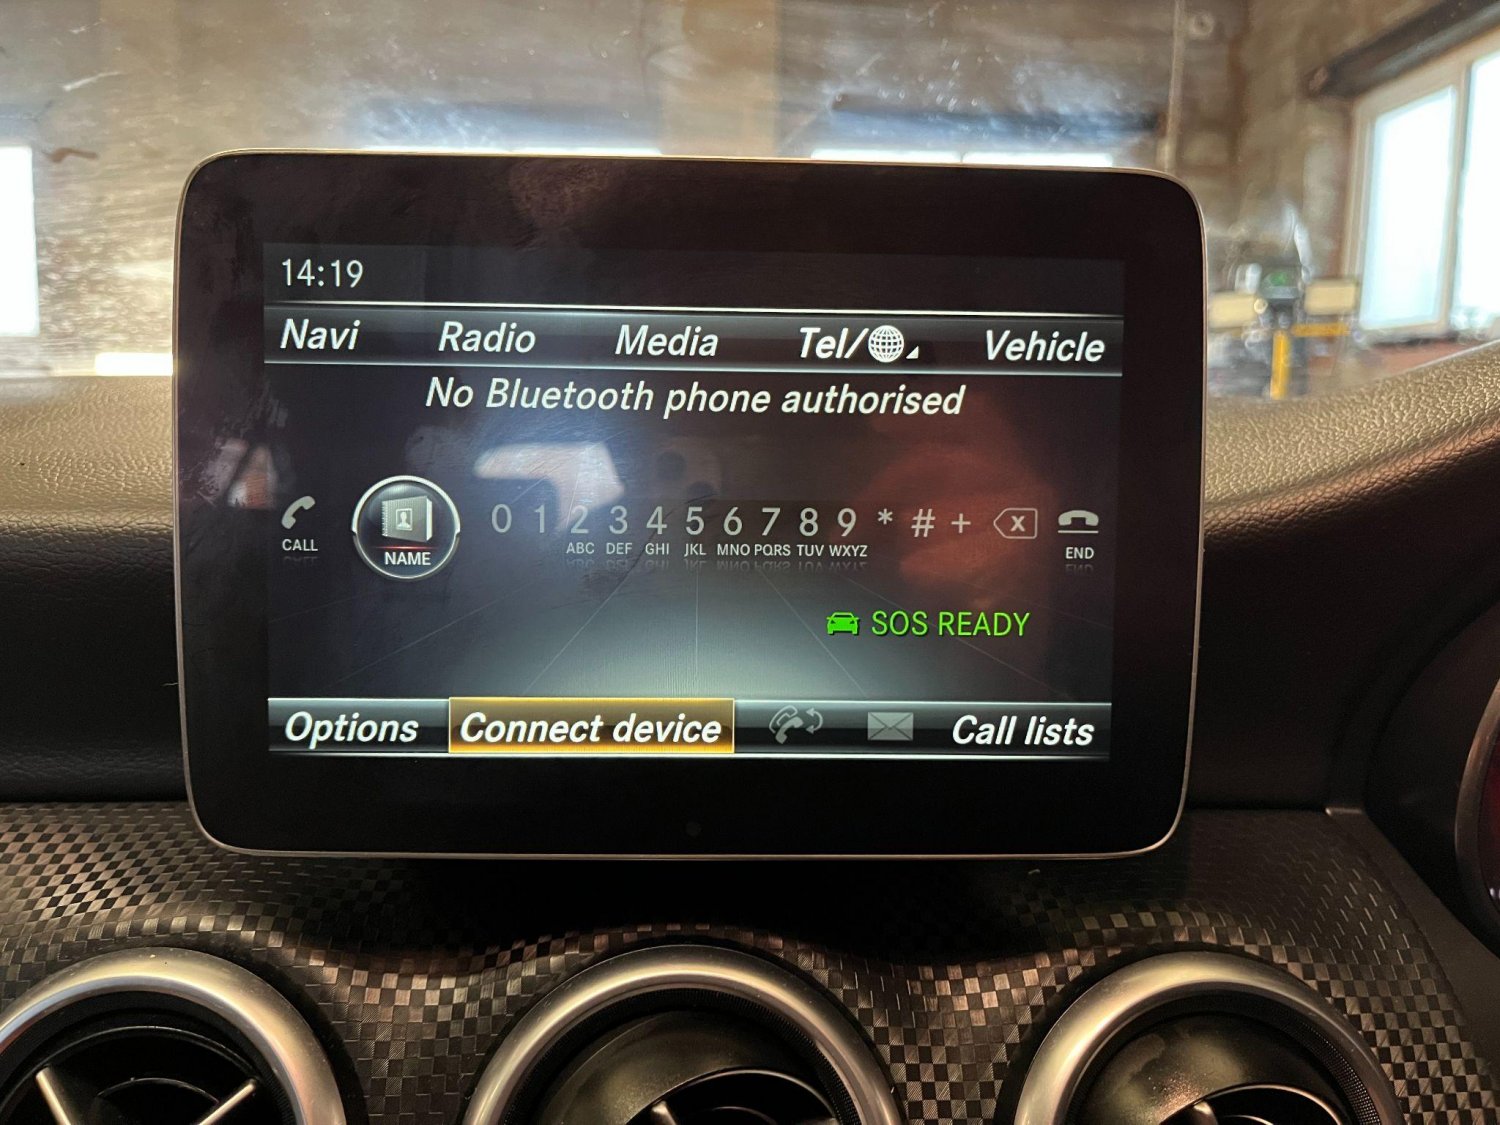 14:19
Navi Radio Media Tel/ Vehicle
No Bluetooth phone authorised
CALL NAME 0 1 2 3 4 5 6 7 8 9 * # + x END
ABC DEF GHI JKL MNO PQRS TUV WXYZ
SOS READY
Options Connect device Call lists